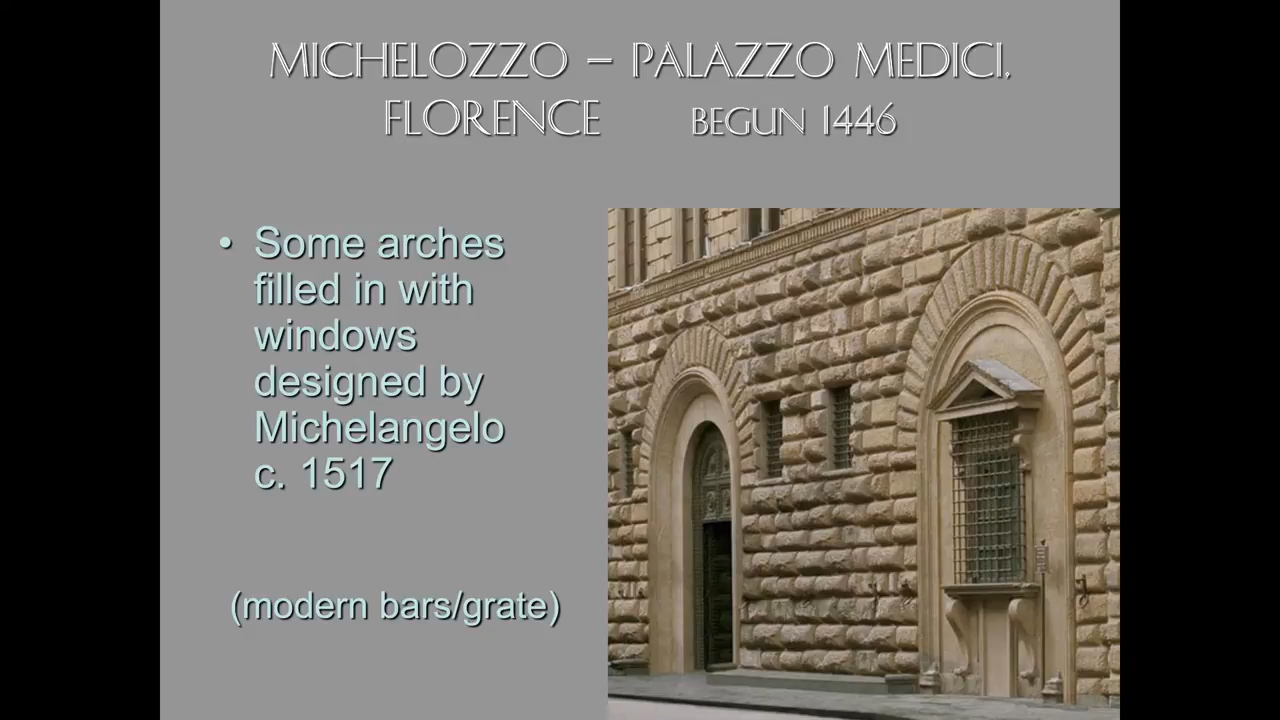 MICHELOZZO – PALAZZO MEDICI,
FLORENCE BEGUN 1446
• Some arches
filled in with
windows
designed by
Michelangelo
c. 1517
(modern bars/grate)